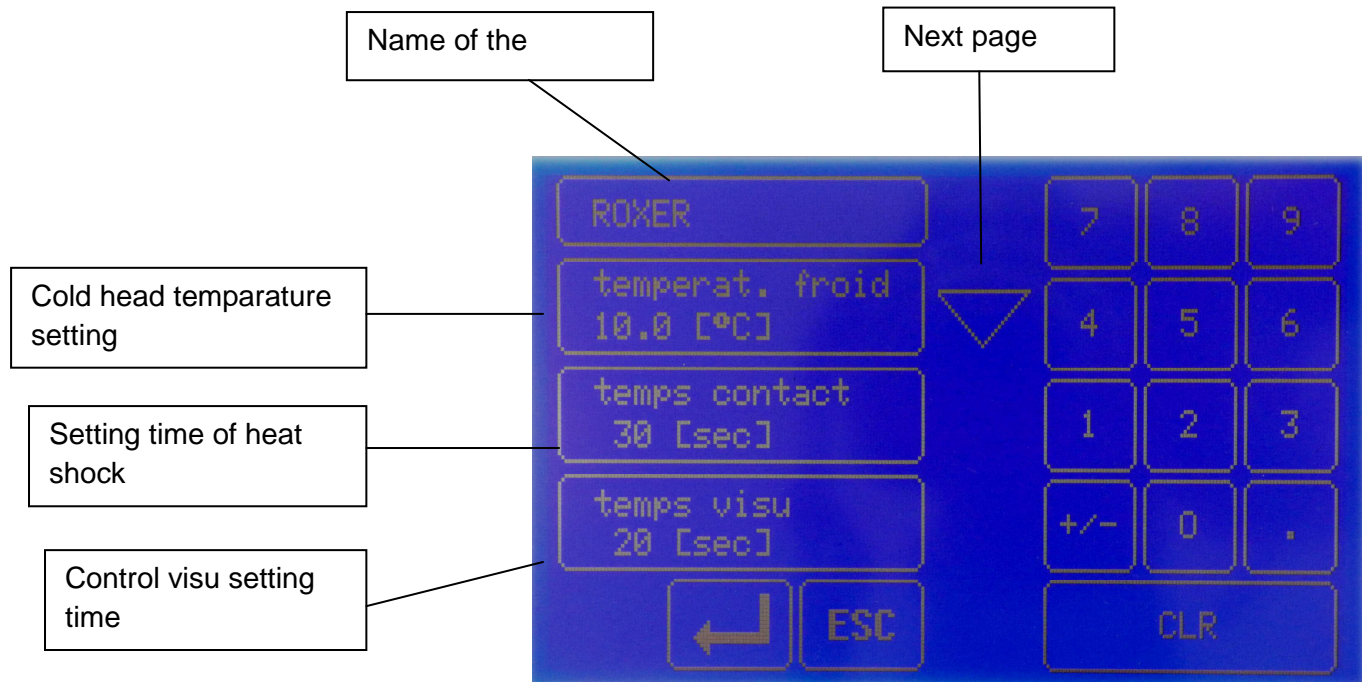 Name of the
Next page
ROXER
7 8 9
temperat. froid
10.0 [°C]
Cold head temparature
setting
4 5 6
temps contact
30 [sec]
Setting time of heat
shock
1 2 3
temps visu
20 [sec]
+/- 0 .
Control visu setting
time
ESC
CLR